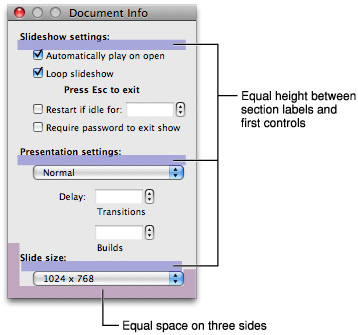 Document Info
Slideshow settings:
Automatically play on open
Loop slideshow
Press Esc to exit
Restart if idle for:
Require password to exit show
Presentation settings:
Normal
Delay:
Transitions
Builds
Slide size:
1024 x 768
Equal height between
section labels and
first controls
Equal space on three sides